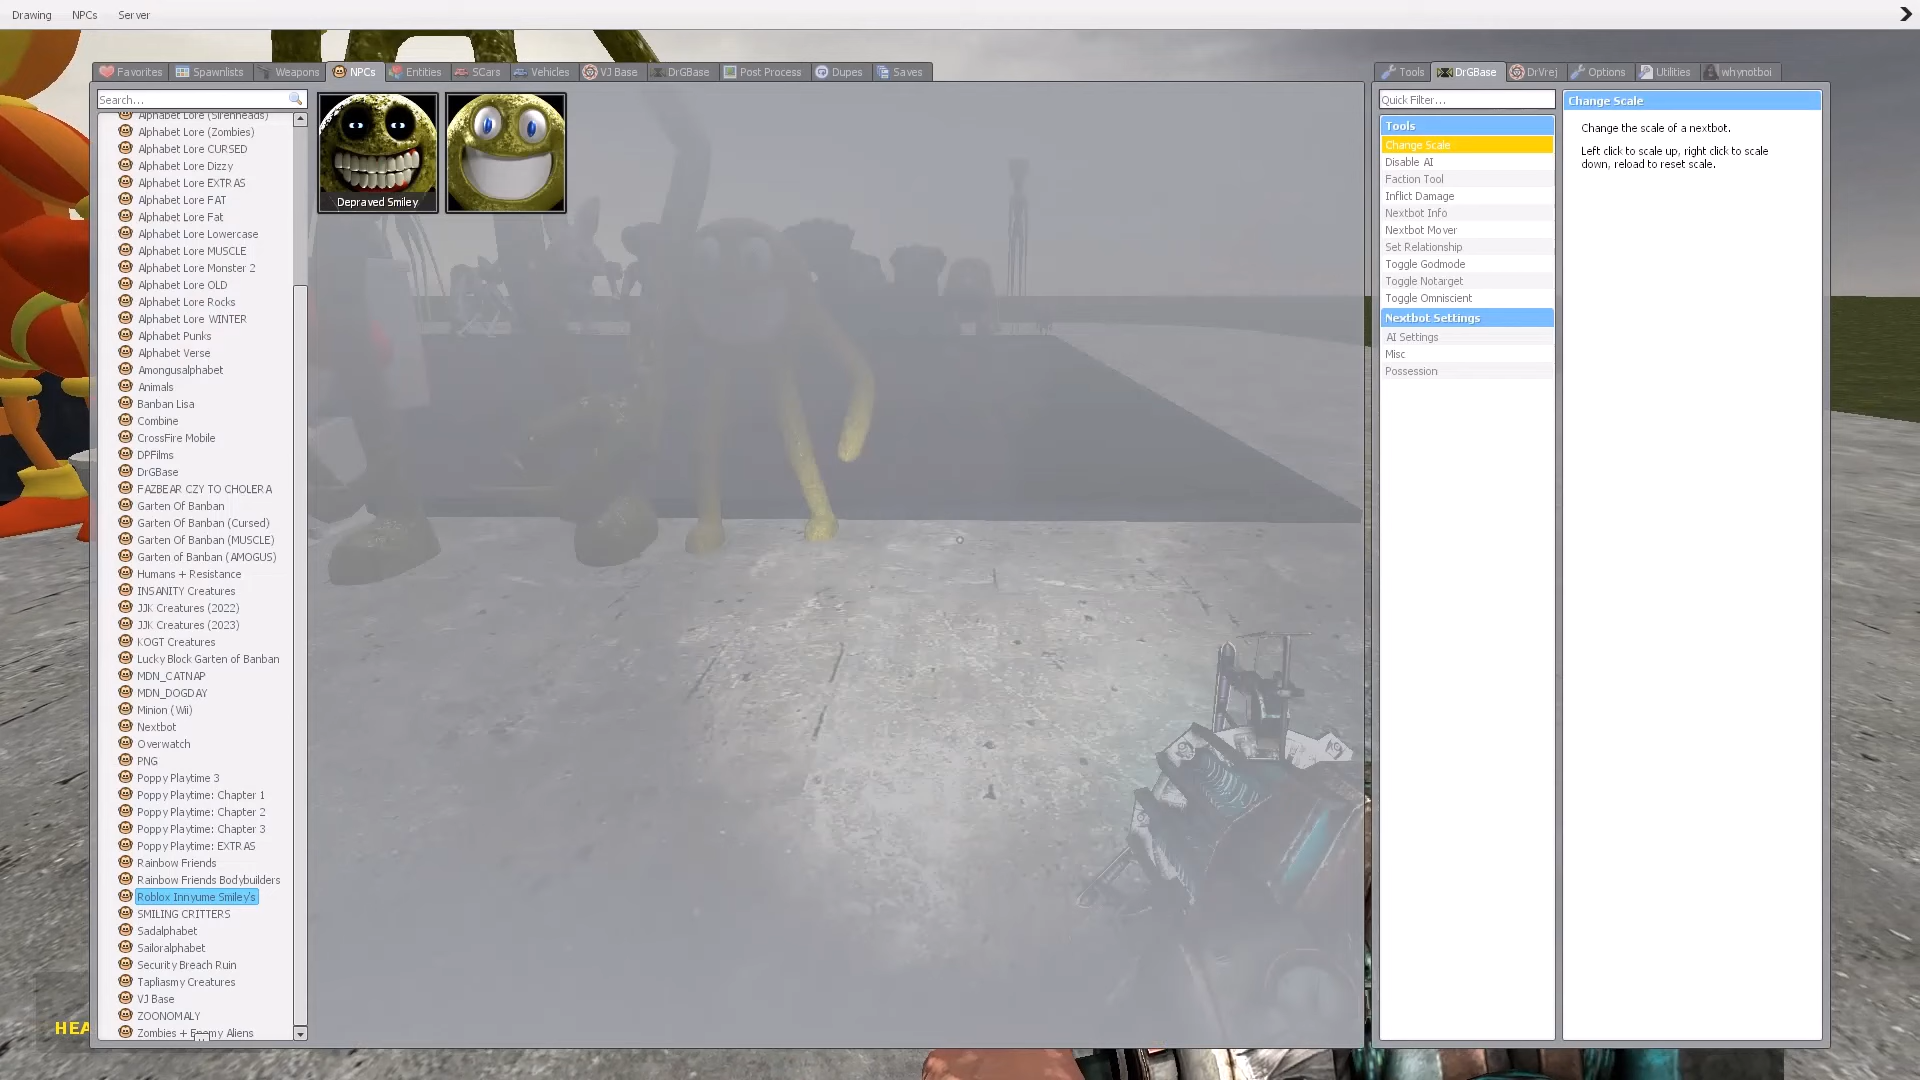 Drawing NPCs Server
Favorites Spawnlists Weapons NPCs Entities SCars Vehicles VJ Base DrGBase Post Process Dupes Saves
Search...
Alphabet Lore (Sirenheads)
Alphabet Lore (Zombies)
Alphabet Lore CURSED
Alphabet Lore Dizzy
Alphabet Lore EXTRAS
Alphabet Lore FAT
Alphabet Lore Fat
Alphabet Lore Lowercase
Alphabet Lore MUSCLE
Alphabet Lore Monster 2
Alphabet Lore OLD
Alphabet Lore Rocks
Alphabet Lore WINTER
Alphabet Punks
Alphabet Verse
Amongusalphabet
Animals
Banban Lisa
Combine
CrossFire Mobile
DPFilms
DrGBase
FAZBEAR CZY TO CHOLERA
Garten Of Banban
Garten Of Banban (Cursed)
Garten Of Banban (MUSCLE)
Garten of Banban (AMOGUS)
Humans + Resistance
INSANITY Creatures
JJK Creatures (2022)
JJK Creatures (2023)
KOGT Creatures
Lucky Block Garten of Banban
MDN_CATNAP
MDN_DOGDAY
Minion (Wii)
Nextbot
Overwatch
PNG
Poppy Playtime 3
Poppy Playtime: Chapter 1
Poppy Playtime: Chapter 2
Poppy Playtime: Chapter 3
Poppy Playtime: EXTRAS
Rainbow Friends
Rainbow Friends Bodybuilders
Roblox Innyume Smiley's
SMILING CRITTERS
Sadalphabet
Sailoralphabet
Security Breach Ruin
Tapliasmy Creatures
VJ Base
ZOONOMALY
Zombies + Enemy Aliens
Depraved Smiley
HEA
Tools DrGBase DrVrej Options Utilities whynotboi
Quick Filter...
Tools
Change Scale
Disable AI
Faction Tool
Inflict Damage
Nextbot Info
Nextbot Mover
Set Relationship
Toggle Godmode
Toggle Notarget
Toggle Omniscient
Nextbot Settings
AI Settings
Misc
Possession
Change Scale
Change the scale of a nextbot.
Left click to scale up, right click to scale
down, reload to reset scale.